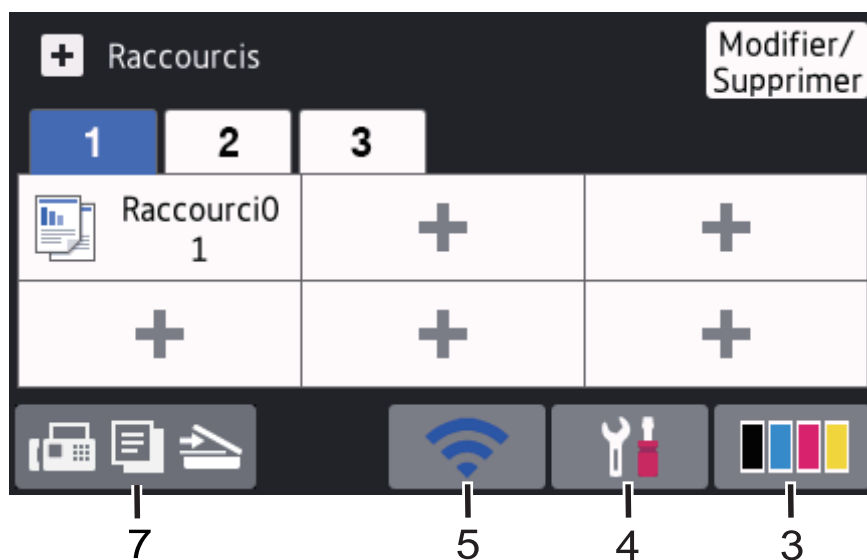 Raccourcis
Modifier/
Supprimer
1 2 3
Raccourci0
1
7 5 4 3